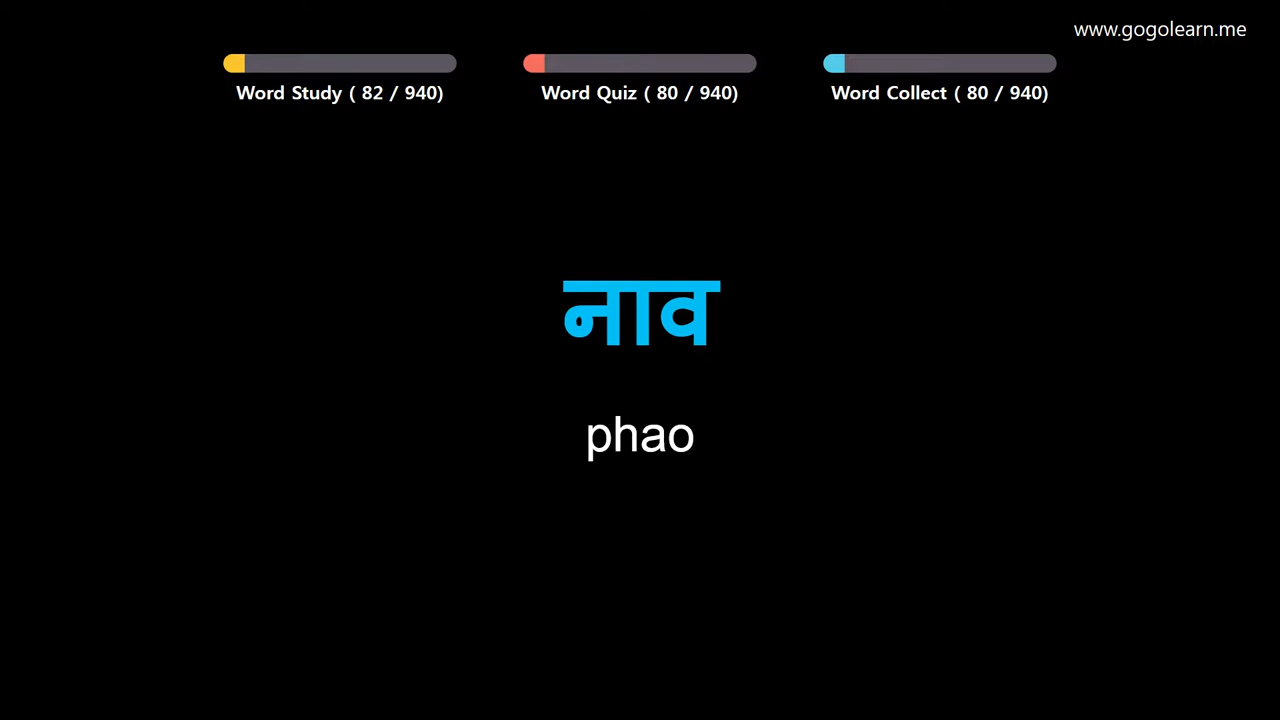 www.gogolearn.me
Word Study ( 82 / 940)
Word Quiz ( 80 / 940)
Word Collect ( 80 / 940)
नाव
phao